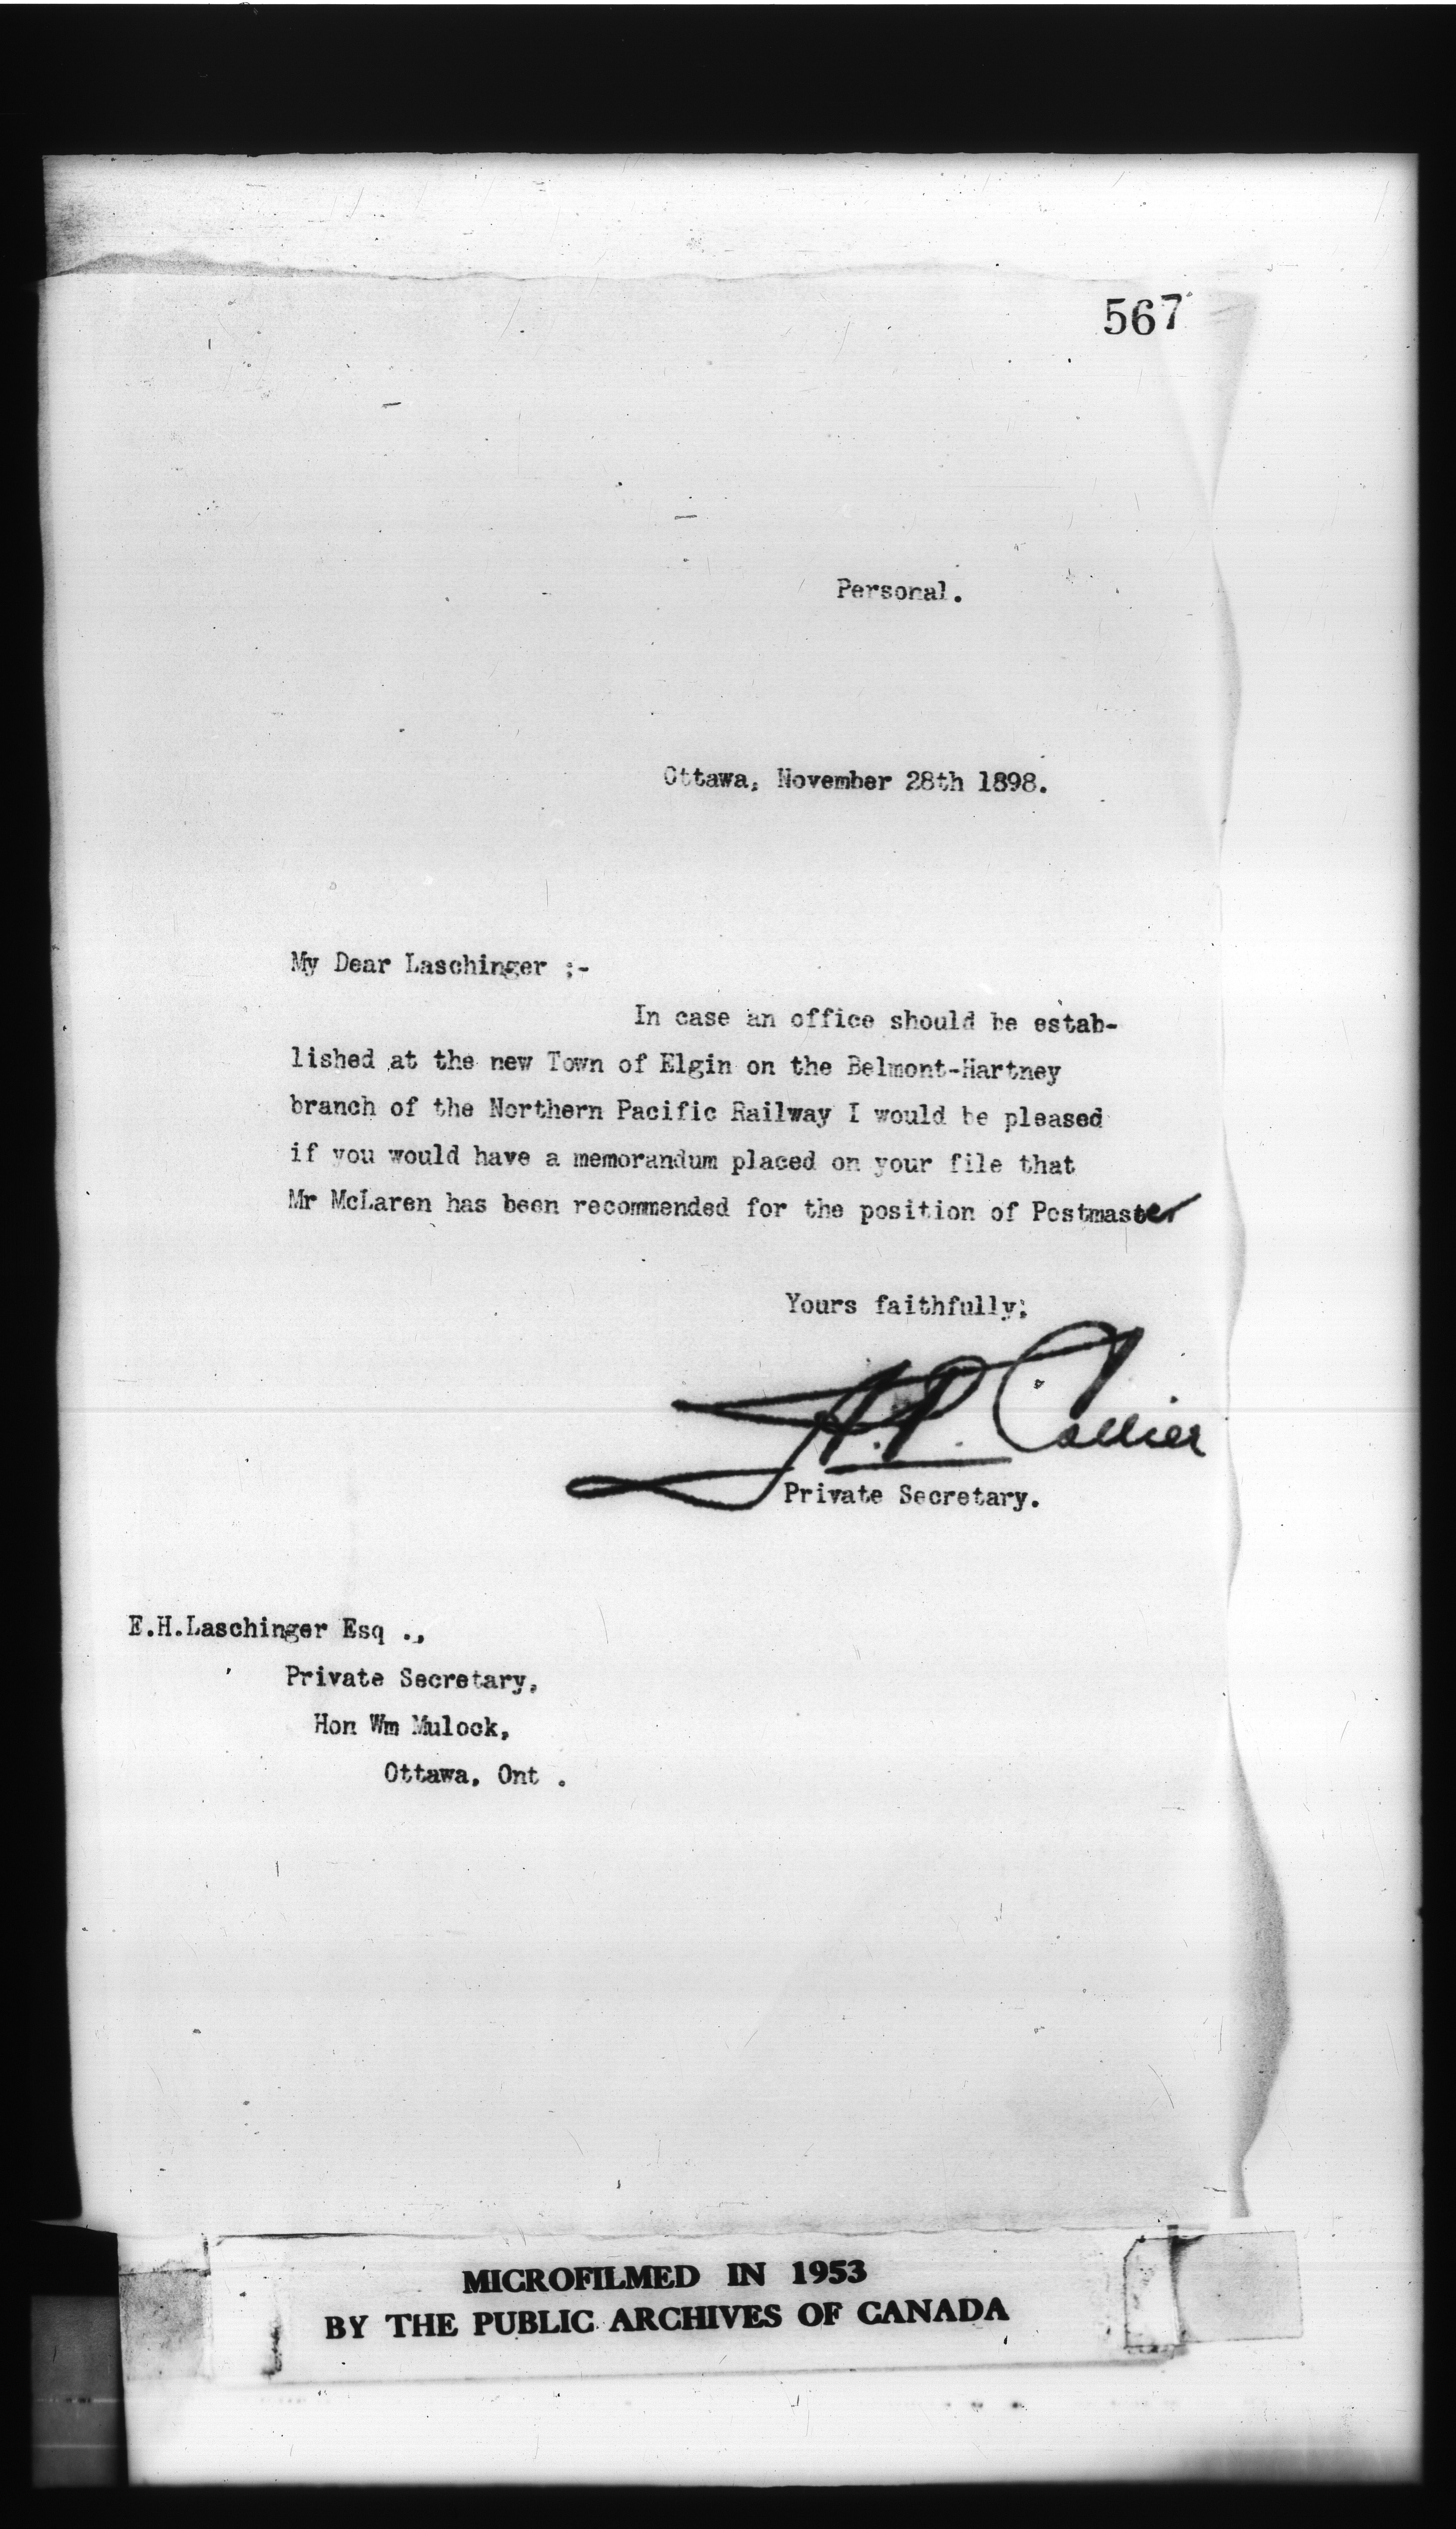 567
Personal.
Ottawa, November 28th 1898.
My Dear Laschinger ;-
In case an office should be estab-
lished at the new Town of Elgin on the Belmont-Hartney
branch of the Northern Pacific Railway I would be pleased
if you would have a memorandum placed on your file that
Mr McLaren has been recommended for the position of Postmaster
Yours faithfully,
A.P. Collier
Private Secretary.
E.H.Laschinger Esq .,
Private Secretary,
Hon Wm Mulock,
Ottawa, Ont .
MICROFILMED IN 1953
BY THE PUBLIC ARCHIVES OF CANADA